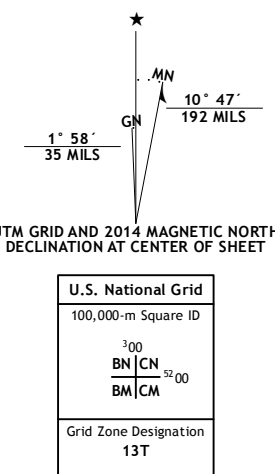 MN
GN
10° 47´
192 MILS
1° 58´
35 MILS
UTM GRID AND 2014 MAGNETIC NORTH
DECLINATION AT CENTER OF SHEET
U.S. National Grid
100,000-m Square ID
³00
BN CN
⁵²00
BM CM
Grid Zone Designation
13T